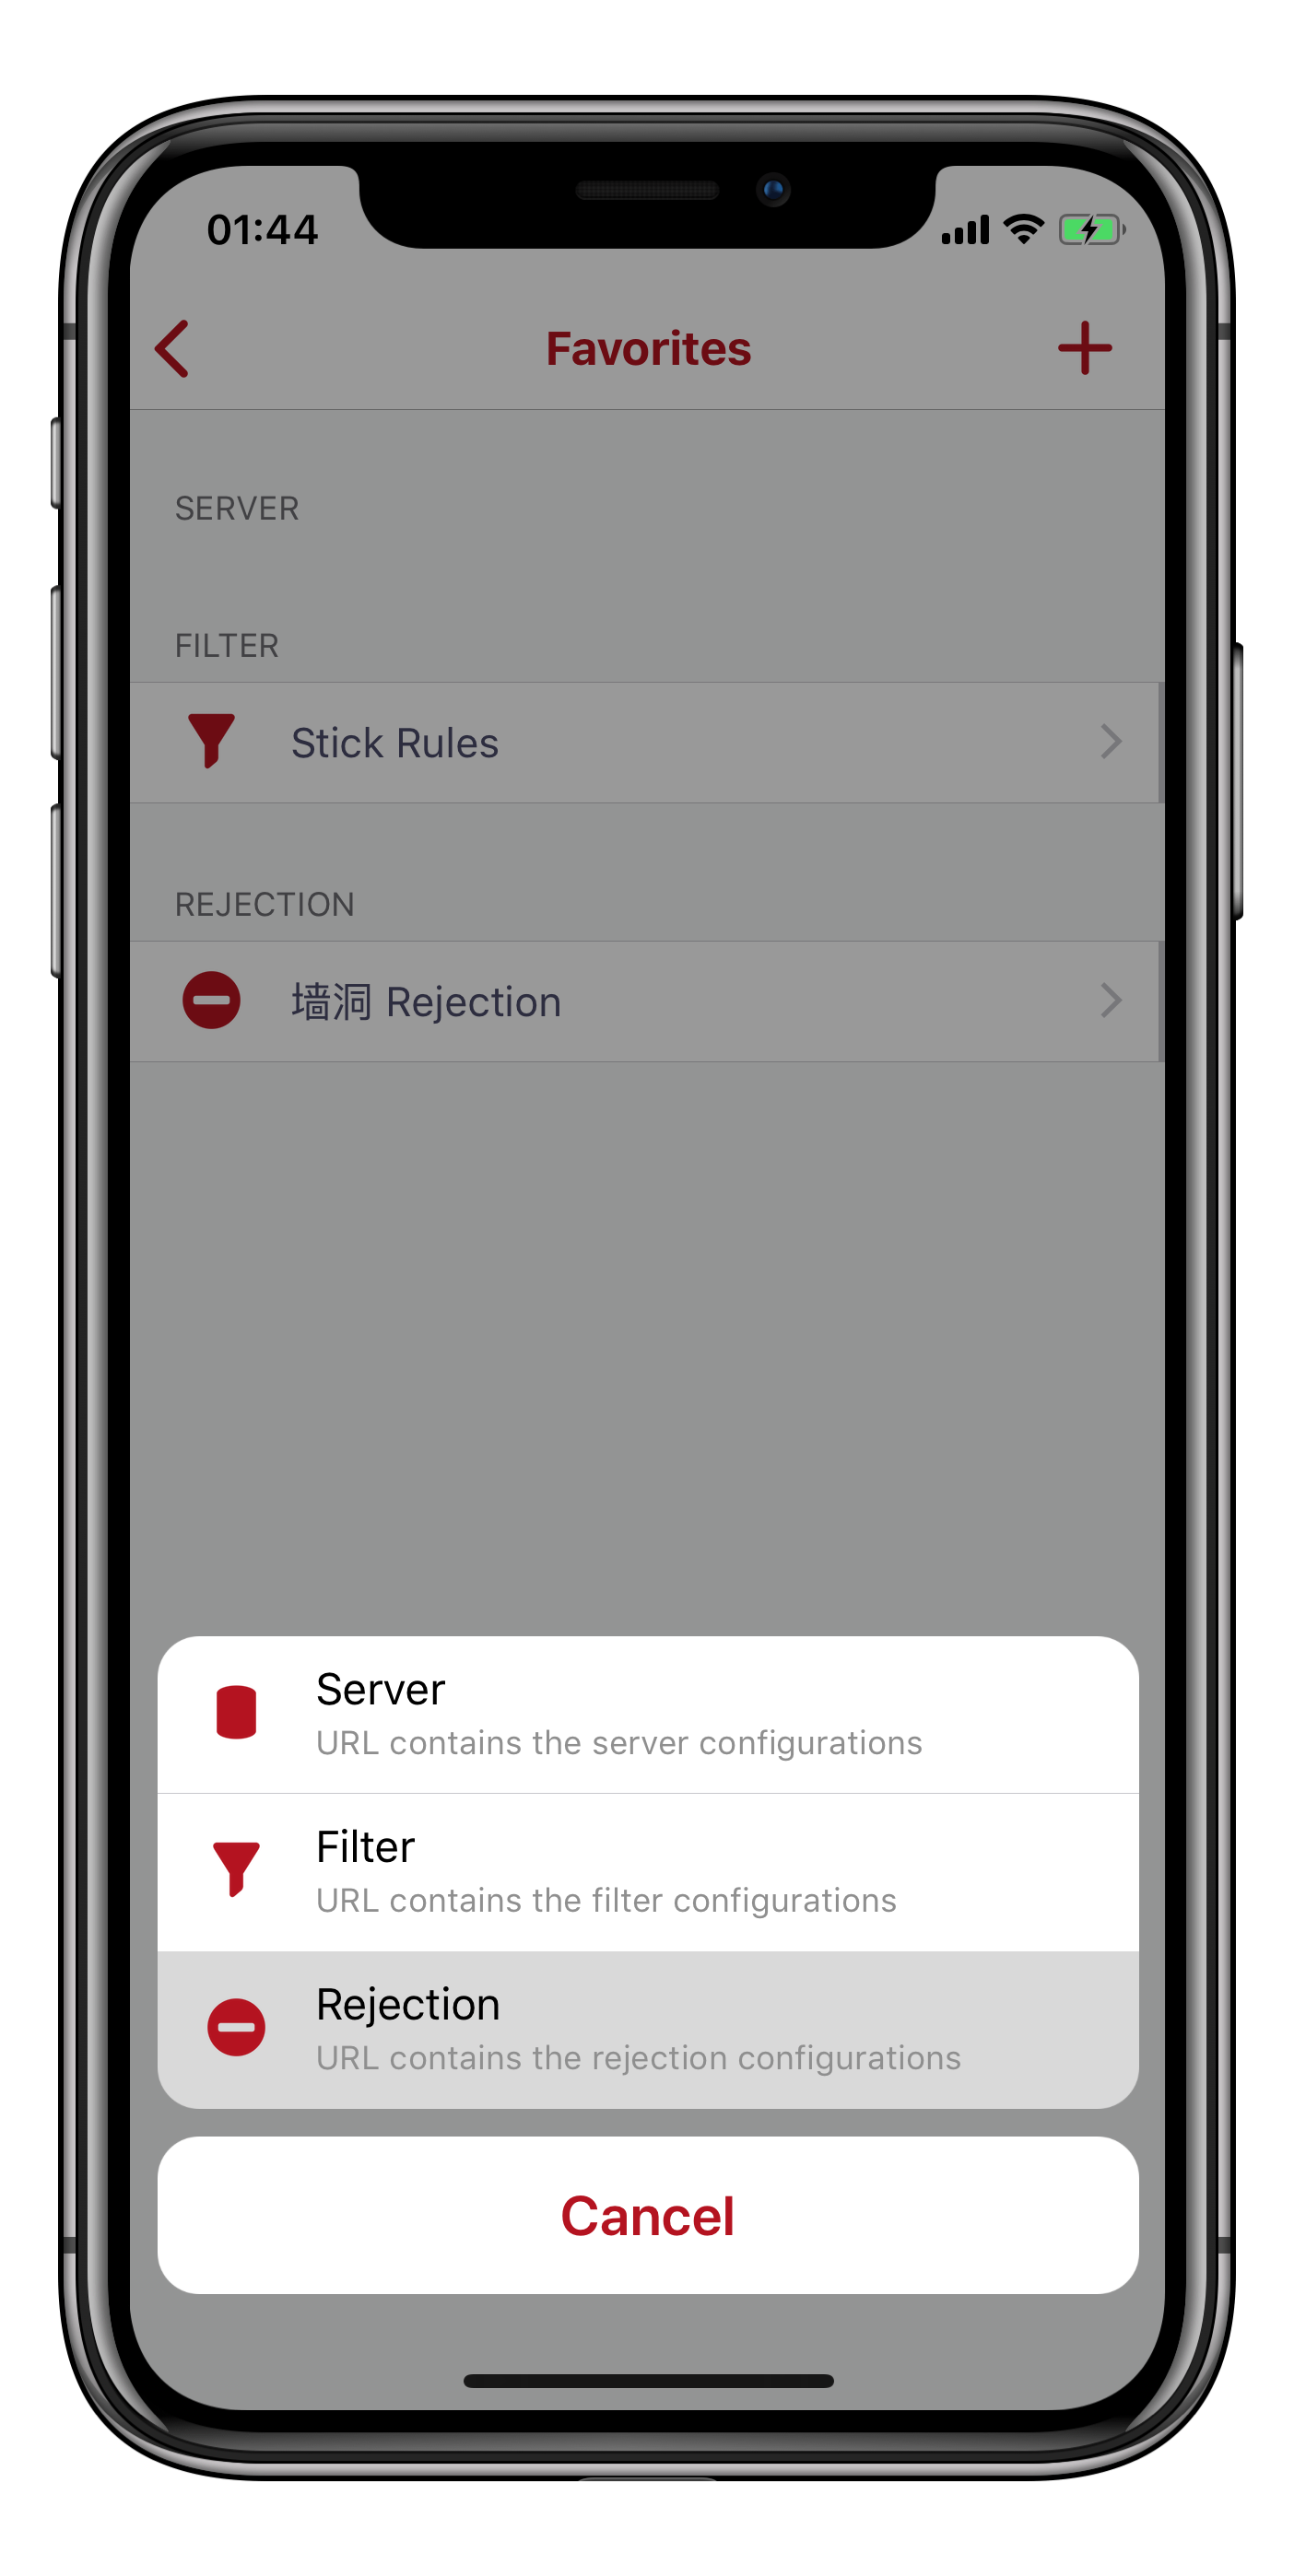 01:44
Favorites
SERVER
FILTER
Stick Rules
REJECTION
墙洞 Rejection
Server
URL contains the server configurations
Filter
URL contains the filter configurations
Rejection
URL contains the rejection configurations
Cancel